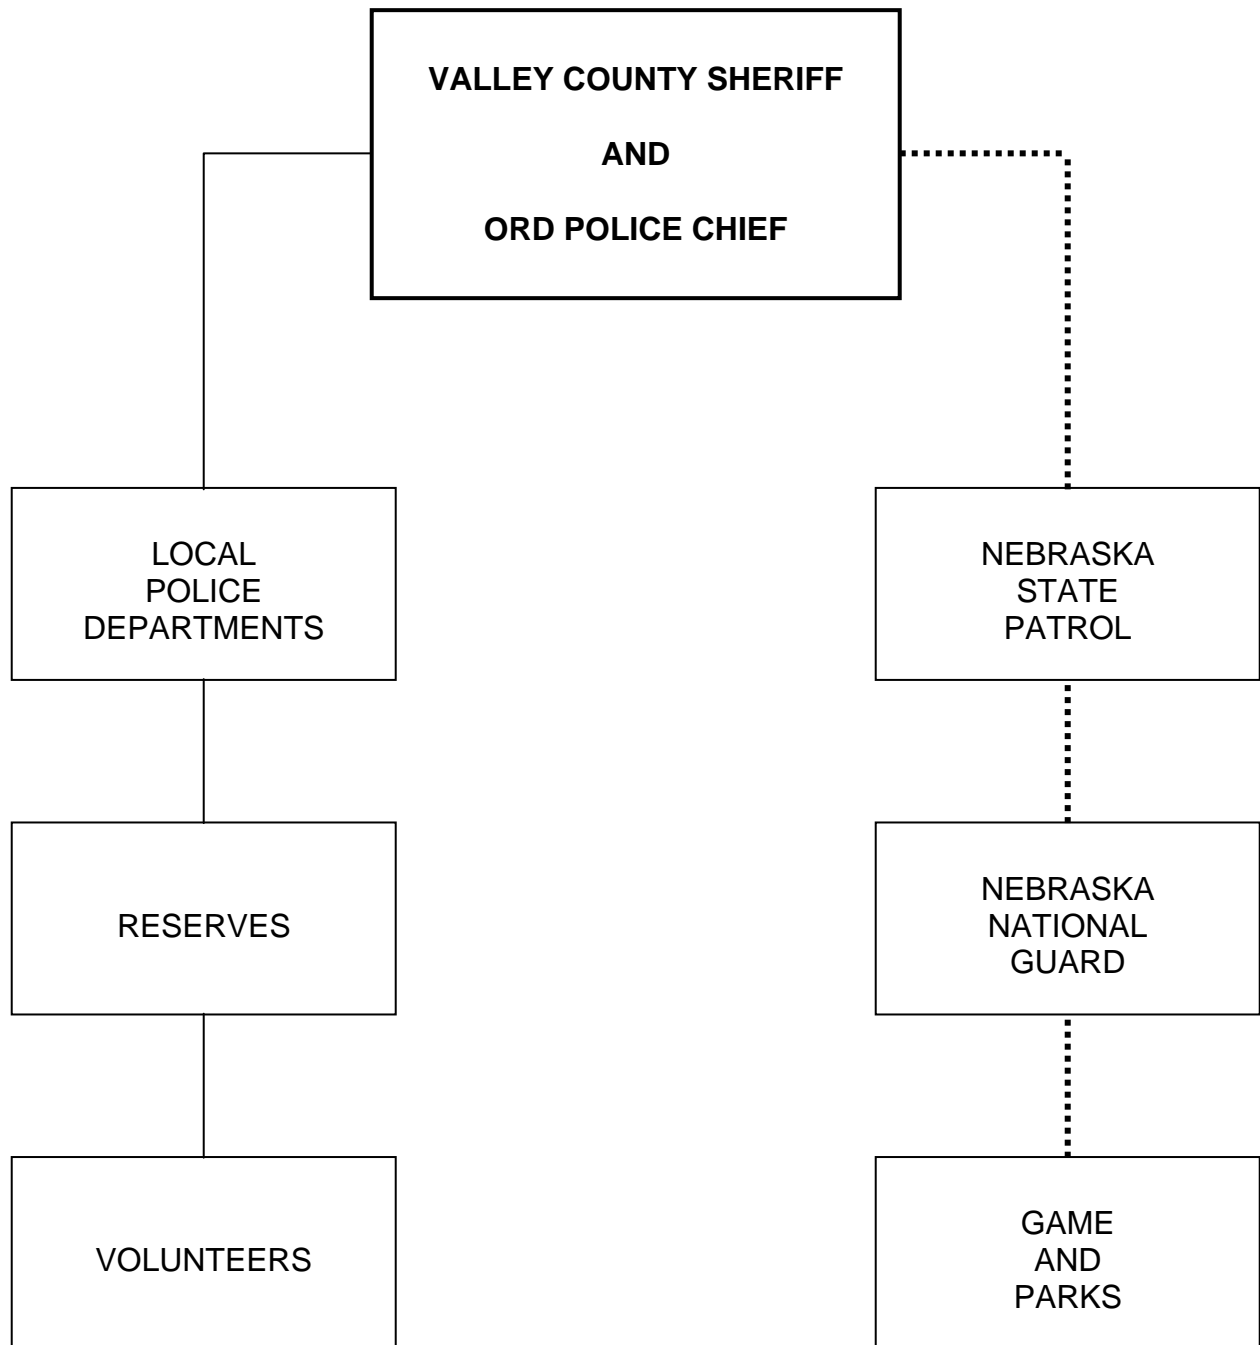 VALLEY COUNTY SHERIFF
AND
ORD POLICE CHIEF
LOCAL
POLICE
DEPARTMENTS
NEBRASKA
STATE
PATROL
RESERVES
NEBRASKA
NATIONAL
GUARD
VOLUNTEERS
GAME
AND
PARKS